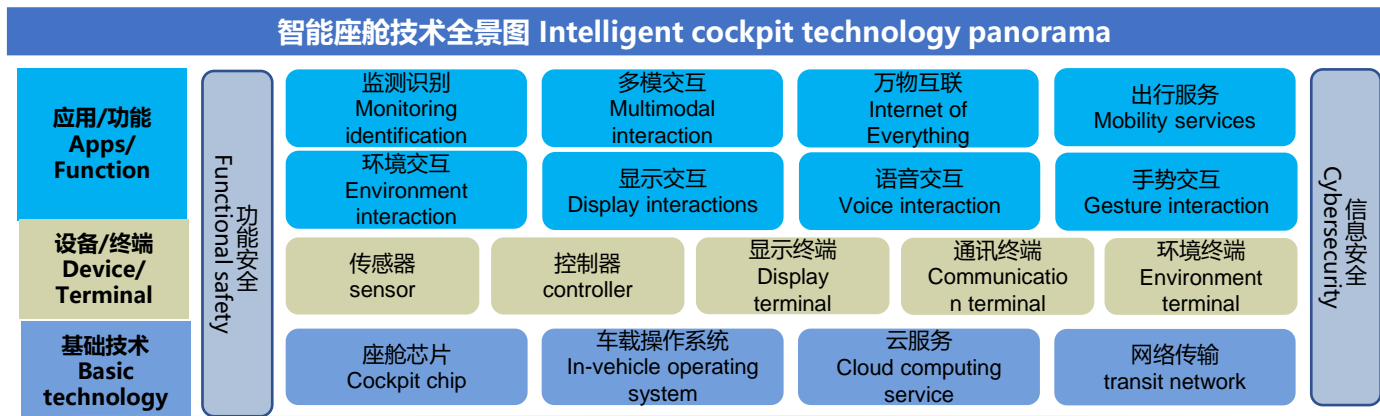 智能座舱技术全景图 Intelligent cockpit technology panorama
应用/功能
Apps/
Function
设备/终端
Device/
Terminal
基础技术
Basic
technology
功能安全
Functional safety
监测识别
Monitoring
identification
多模交互
Multimodal
interaction
万物互联
Internet of
Everything
出行服务
Mobility services
环境交互
Environment
interaction
显示交互
Display interactions
语音交互
Voice interaction
手势交互
Gesture interaction
传感器
sensor
控制器
controller
显示终端
Display
terminal
通讯终端
Communicatio
n terminal
环境终端
Environment
terminal
座舱芯片
Cockpit chip
车载操作系统
In-vehicle operating
system
云服务
Cloud computing
service
网络传输
transit network
信息安全
Cybersecurity